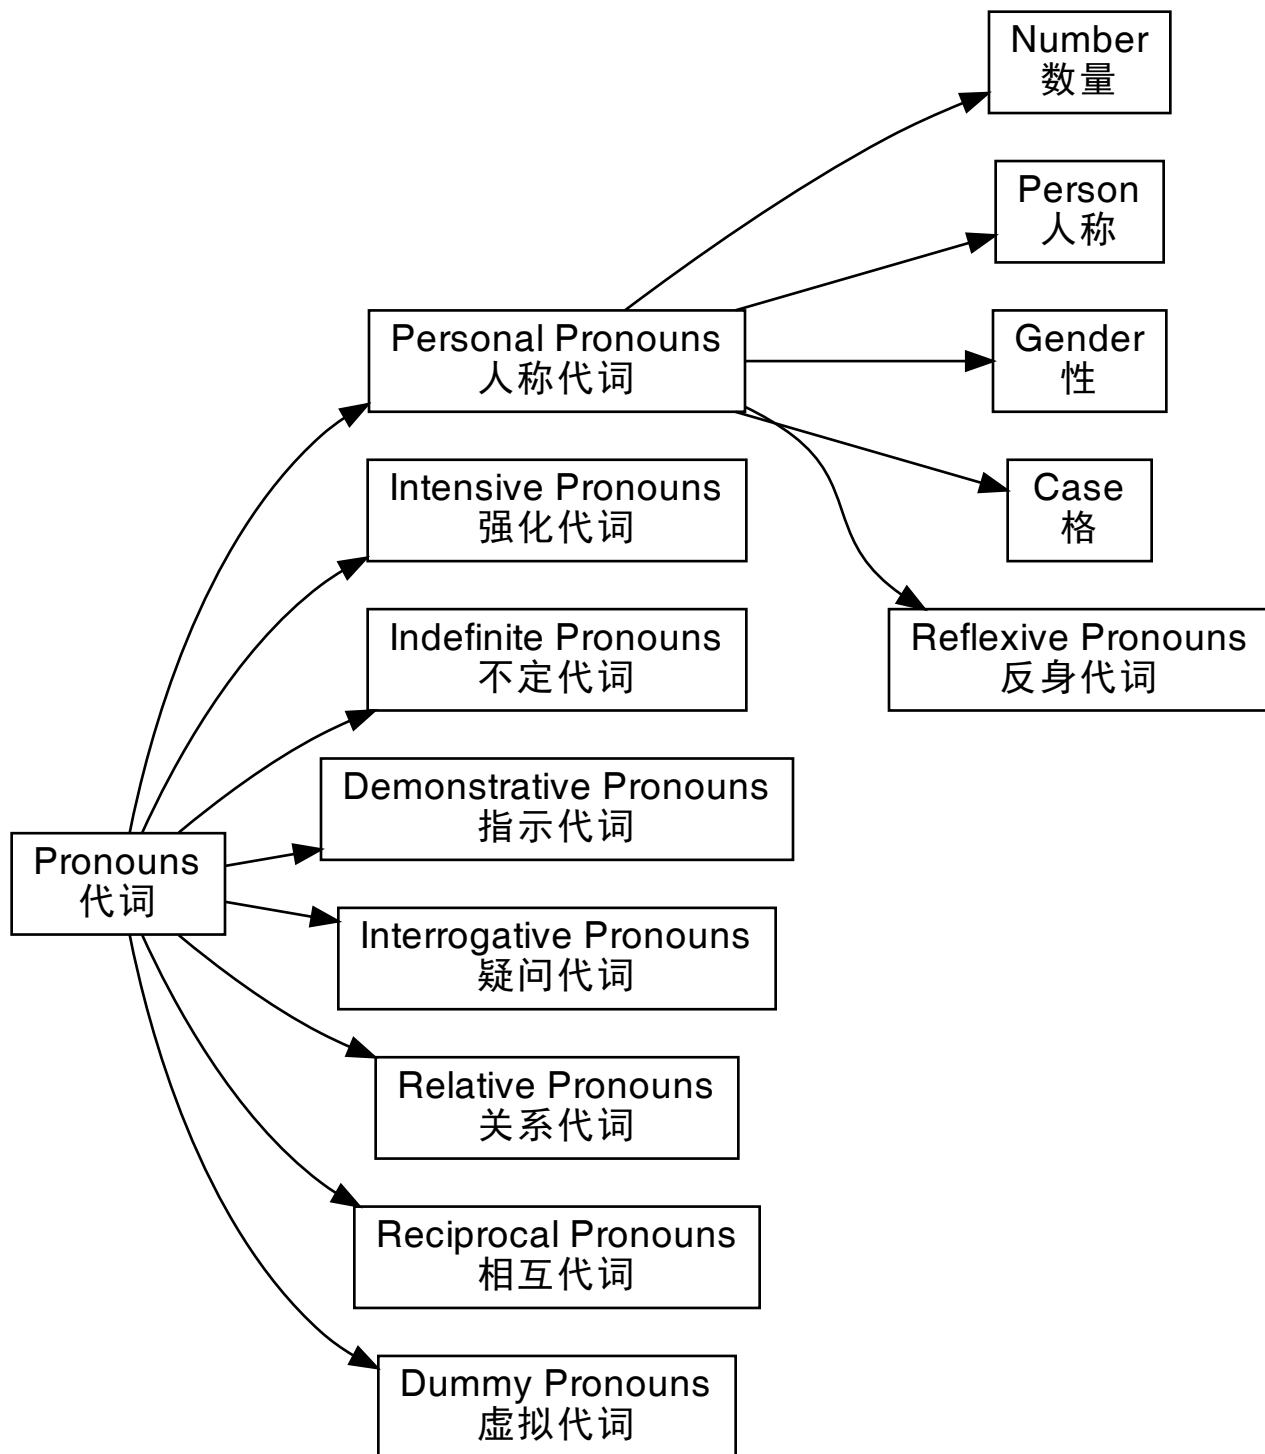 Number
数量
Person
人称
Personal Pronouns
人称代词
Gender
性
Intensive Pronouns
强化代词
Case
格
Indefinite Pronouns
不定代词
Reflexive Pronouns
反身代词
Demonstrative Pronouns
指示代词
Pronouns
代词
Interrogative Pronouns
疑问代词
Relative Pronouns
关系代词
Reciprocal Pronouns
相互代词
Dummy Pronouns
虚拟代词